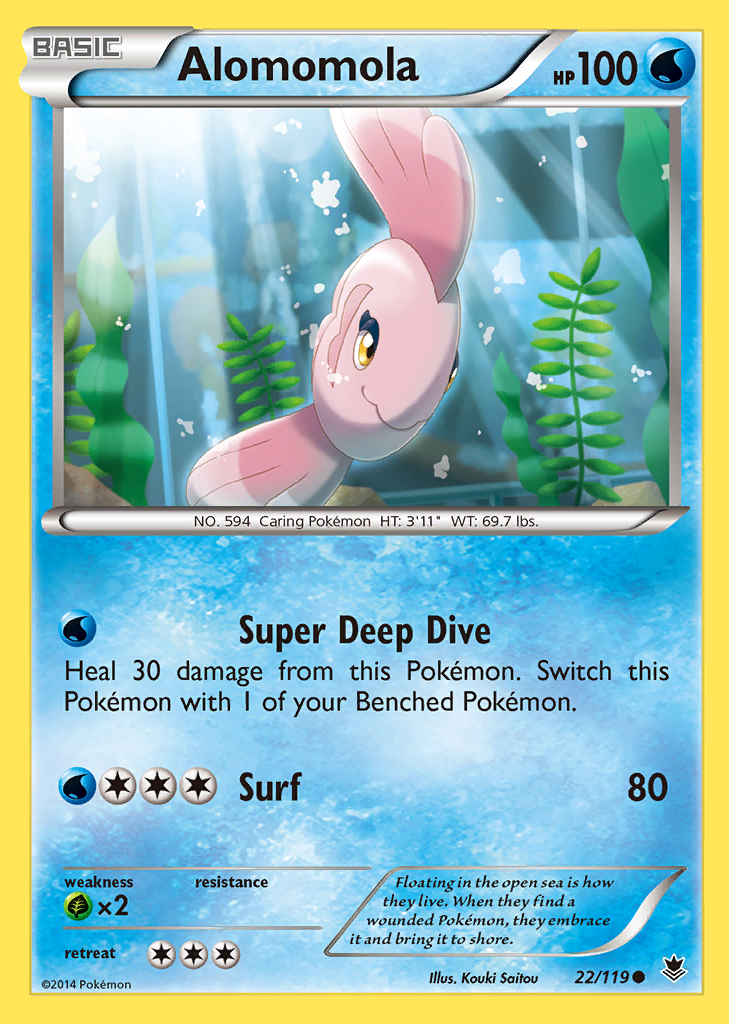 BASIC
Alomomola
HP100
NO. 594 Caring Pokémon HT: 3'11" WT: 69.7 lbs.
Super Deep Dive
Heal 30 damage from this Pokémon. Switch this
Pokémon with 1 of your Benched Pokémon.
Surf 80
weakness resistance
×2
Floating in the open sea is how
they live. When they find a
wounded Pokémon, they embrace
it and bring it to shore.
retreat
©2014 Pokémon
Illus. Kouki Saitou
22/119